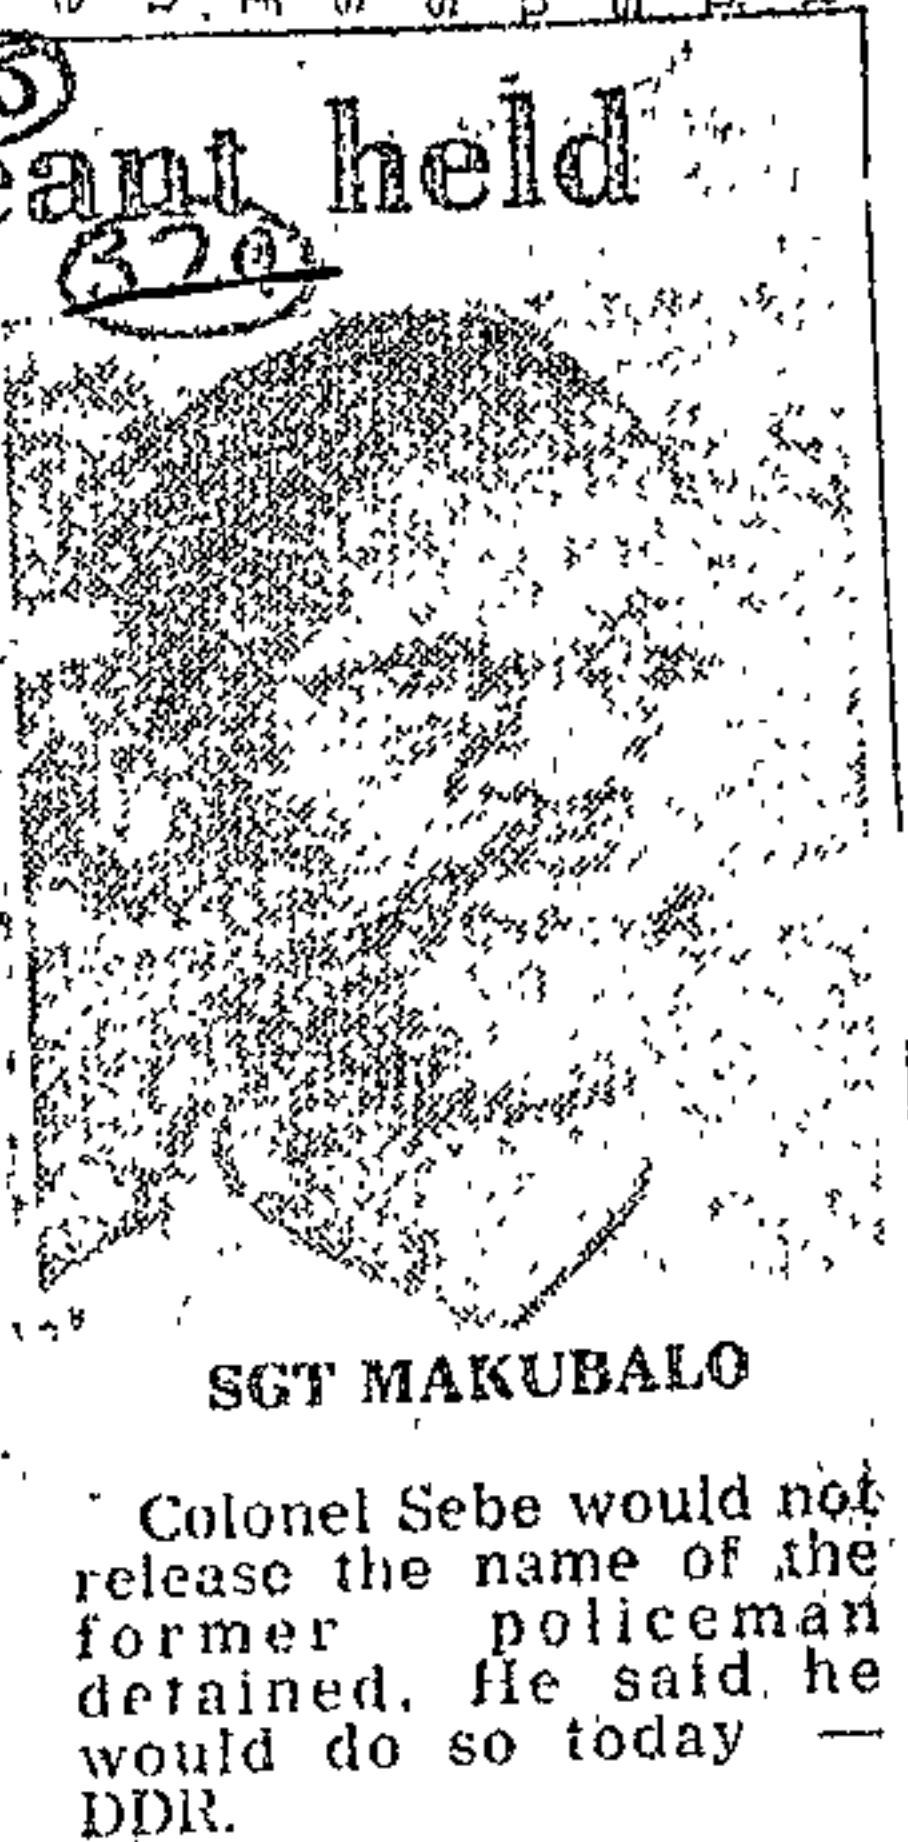 eant held
320
SGT MAKUBALO
Colonel Sebe would not
release the name of the
former policeman
detained. He said he
would do so today —
DDR.